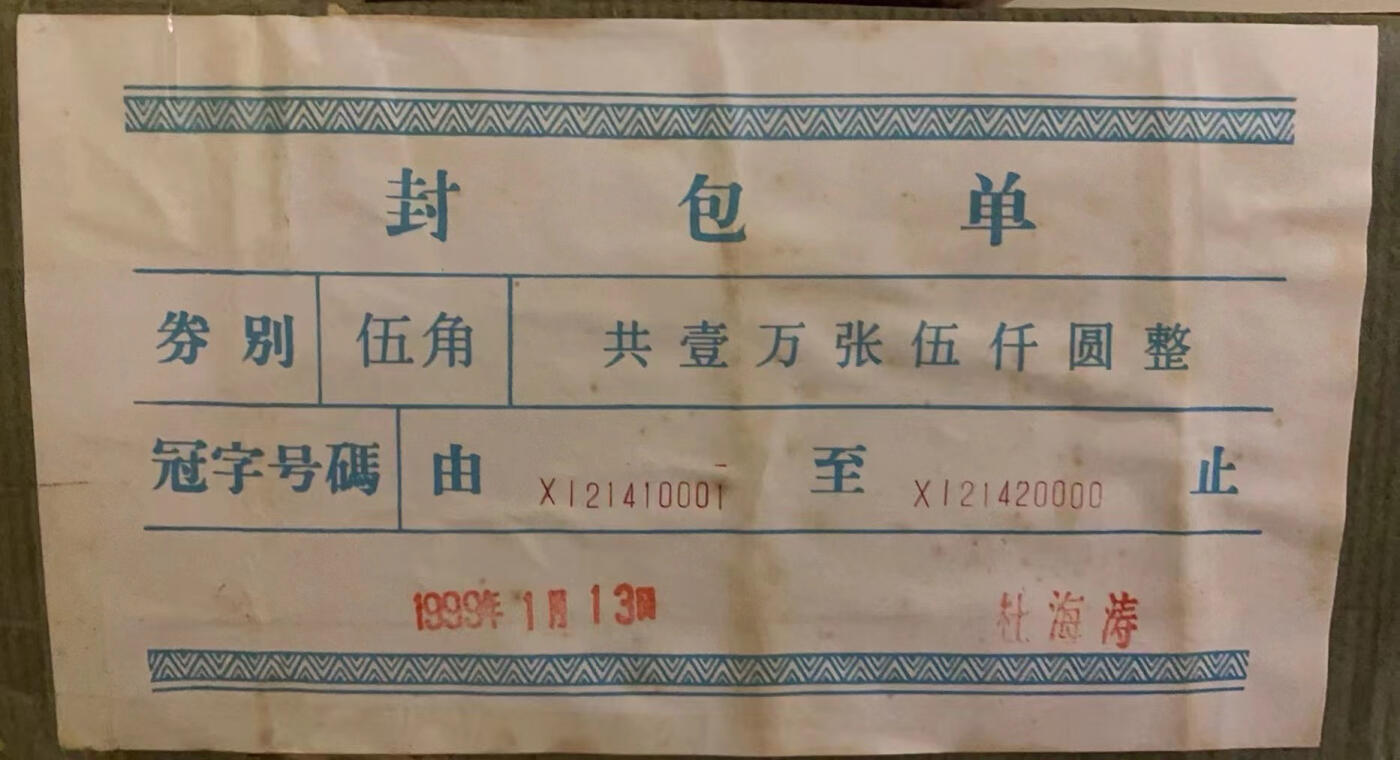 封包单
券别 伍角 共壹万张伍仟圆整
冠字号碼 由 XI21410001 至 XI21420000 止
1999年1月13日 杜海涛